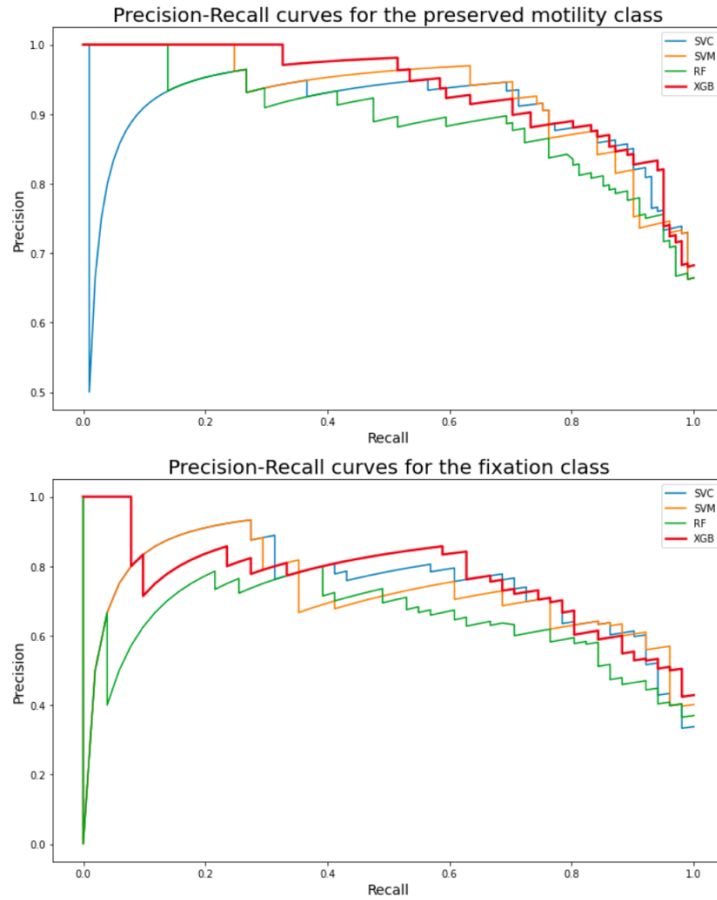 Precision-Recall curves for the preserved motility class
SVC
SVM
RF
XGB
1.0
0.9
0.8
0.7
0.6
0.5
Precision
0.0 0.2 0.4 0.6 0.8 1.0
Recall
Precision-Recall curves for the fixation class
SVC
SVM
RF
XGB
1.0
0.8
0.6
0.4
0.2
0.0
Precision
0.0 0.2 0.4 0.6 0.8 1.0
Recall